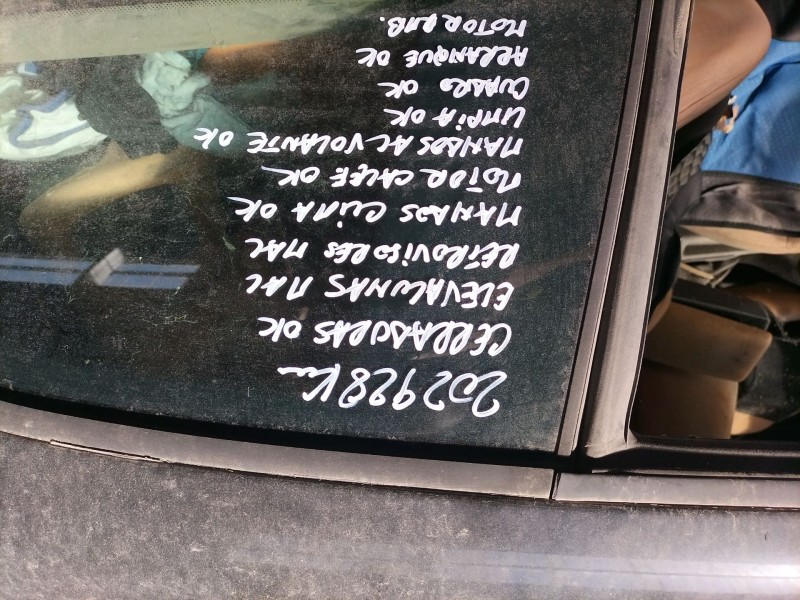 202928 Km
CERRADURAS OK
ELEVALUNAS MAL
RETROVISORES MAL
MANDOS CLIMA OK
MOTOR CALEF OK
MANDOS AL VOLANTE OK
LIMPIA OK
CUADRO OK
ARRANQUE OK
MOTOR